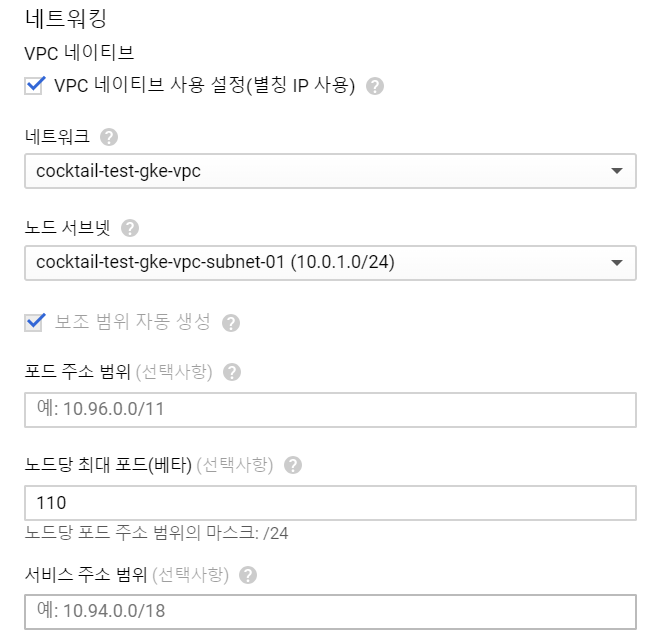 네트워킹
VPC 네이티브
VPC 네이티브 사용 설정(별칭 IP 사용) ?
네트워크 ?
cocktail-test-gke-vpc
노드 서브넷 ?
cocktail-test-gke-vpc-subnet-01 (10.0.1.0/24)
보조 범위 자동 생성 ?
포드 주소 범위 (선택사항) ?
예: 10.96.0.0/11
노드당 최대 포드(베타) (선택사항) ?
110
노드당 포드 주소 범위의 마스크: /24
서비스 주소 범위 (선택사항) ?
예: 10.94.0.0/18